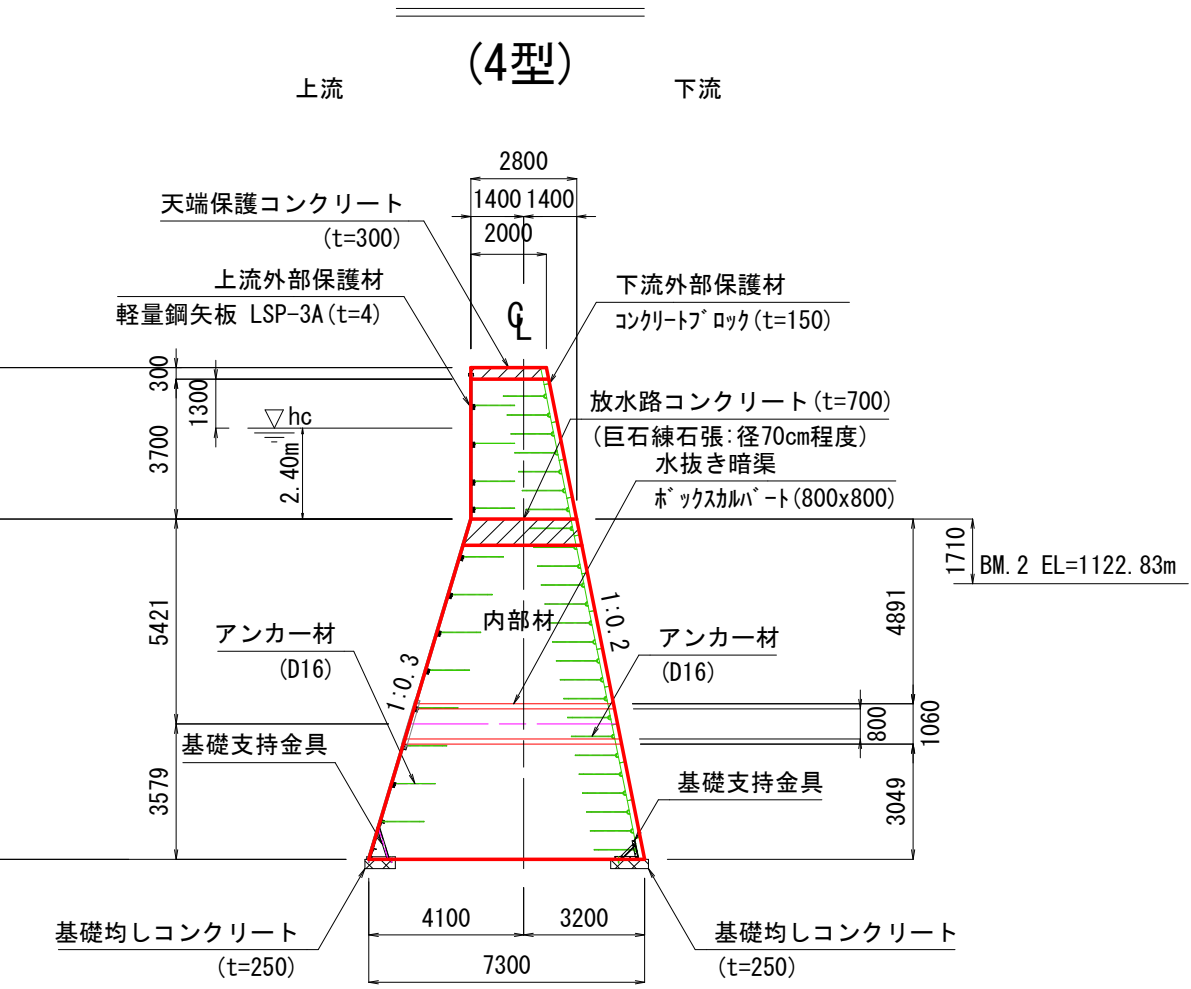 (4型)
上流
下流
2800
1400
1400
2000
天端保護コンクリート
(t=300)
上流外部保護材
軽量鋼矢板 LSP-3A(t=4)
下流外部保護材
コンクリートブロック(t=150)
CL
300
1300
3700
hc
2.40m
放水路コンクリート(t=700)
(巨石練石張:径70cm程度)
水抜き暗渠
ボックスカルバート(800x800)
1710
BM.2 EL=1122.83m
5421
4891
内部材
1:0.2
1:0.3
アンカー材
(D16)
アンカー材
(D16)
800
1060
基礎支持金具
基礎支持金具
3579
3049
4100
3200
7300
基礎均しコンクリート
(t=250)
基礎均しコンクリート
(t=250)